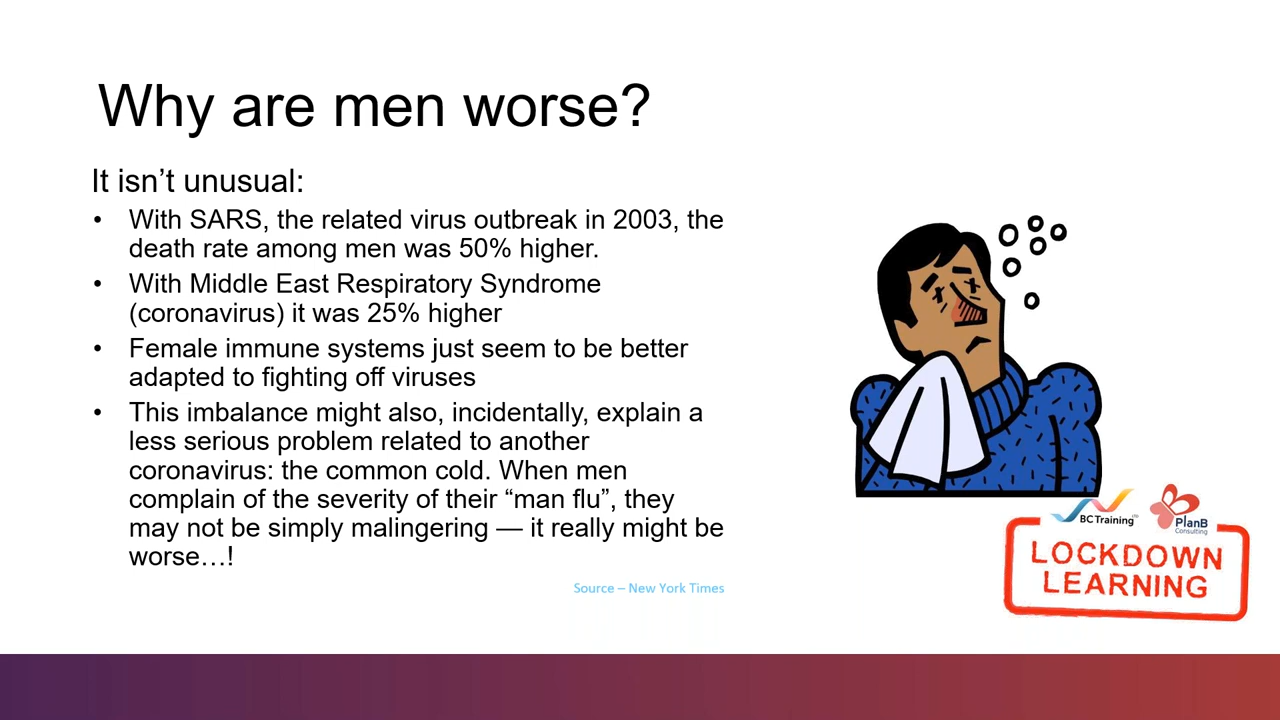 Why are men worse?
It isn’t unusual:
• With SARS, the related virus outbreak in 2003, the
death rate among men was 50% higher.
• With Middle East Respiratory Syndrome
(coronavirus) it was 25% higher
• Female immune systems just seem to be better
adapted to fighting off viruses
• This imbalance might also, incidentally, explain a
less serious problem related to another
coronavirus: the common cold. When men
complain of the severity of their “man flu”, they
may not be simply malingering — it really might be
worse…!
Source – New York Times
BC Training LTD
PlanB
Consulting
LOCKDOWN
LEARNING